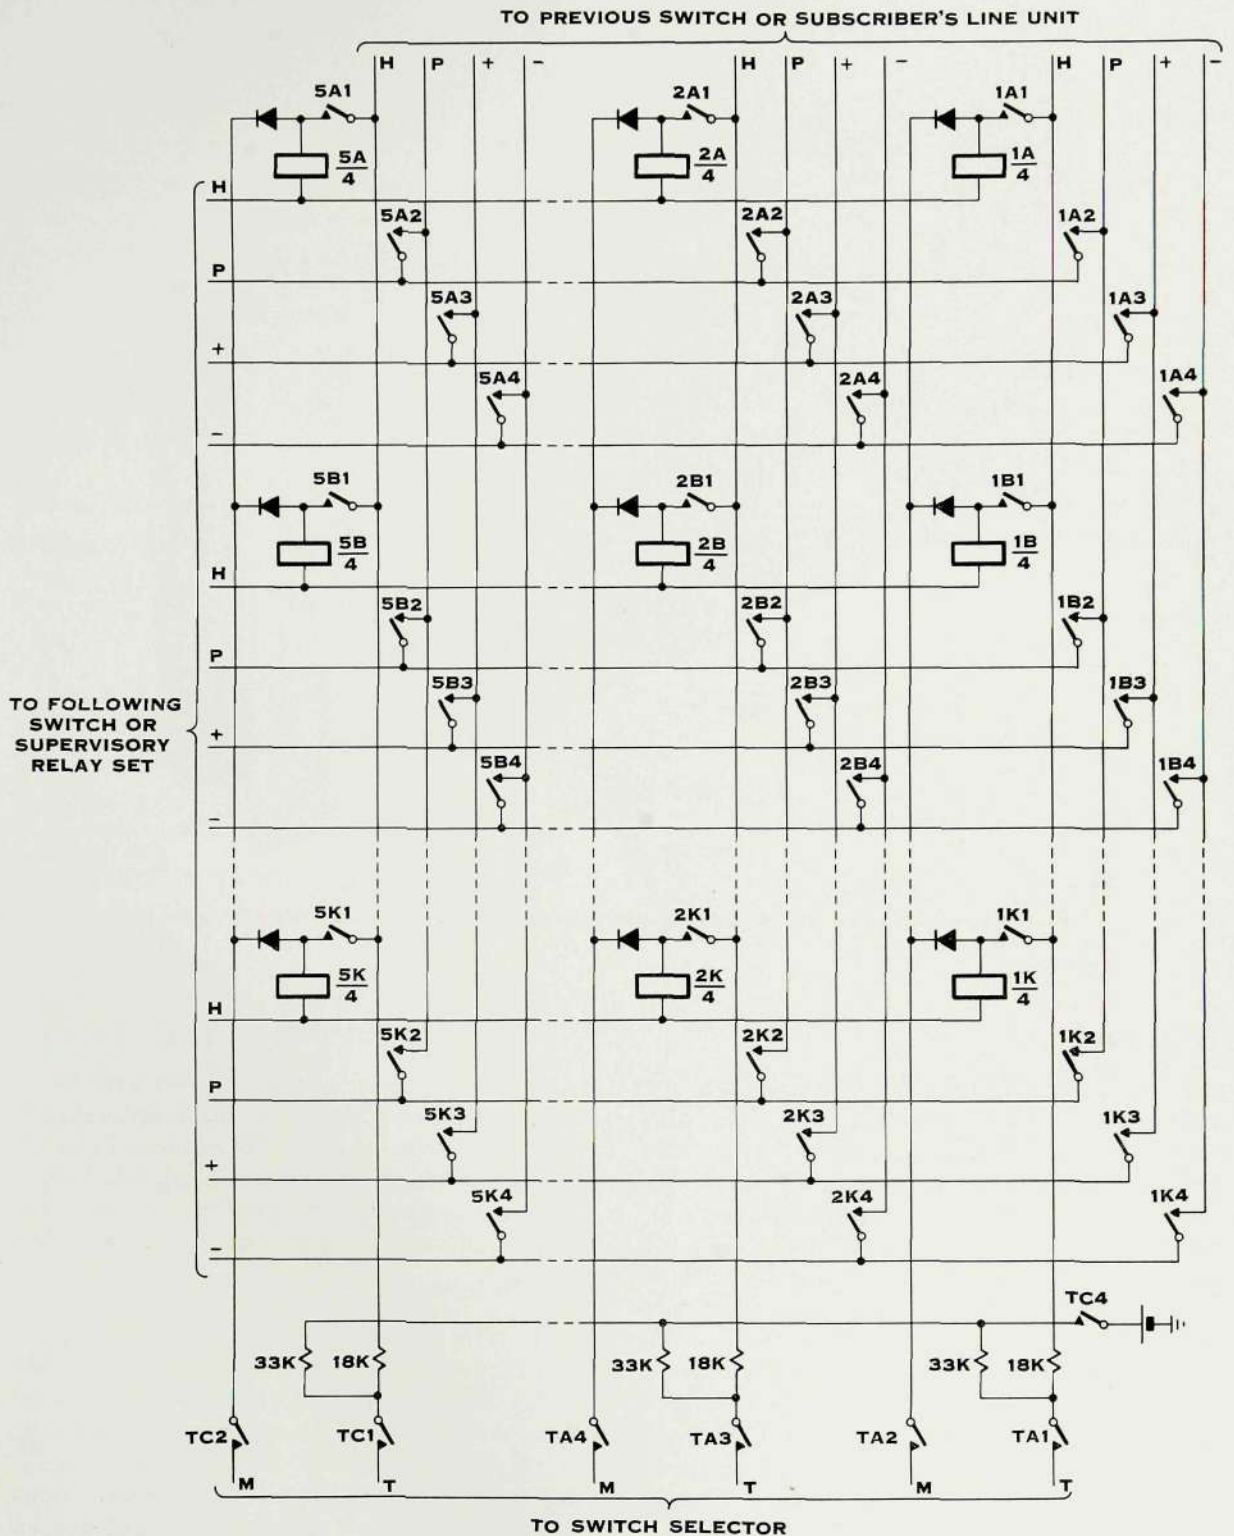 TO PREVIOUS SWITCH OR SUBSCRIBER'S LINE UNIT
H P + - H P + - H P + -
5A1 2A1 1A1
5A/4 2A/4 1A/4
H
5A2 2A2 1A2
P
5A3 2A3 1A3
+
5A4 2A4 1A4
-
5B1 2B1 1B1
5B/4 2B/4 1B/4
H
5B2 2B2 1B2
P
5B3 2B3 1B3
+
5B4 2B4 1B4
-
TO FOLLOWING
SWITCH OR
SUPERVISORY
RELAY SET
5K1 2K1 1K1
5K/4 2K/4 1K/4
H
5K2 2K2 1K2
P
5K3 2K3 1K3
+
5K4 2K4 1K4
-
TC4
33K 18K 33K 18K 33K 18K
TC2 TC1 TA4 TA3 TA2 TA1
M T M T M T
TO SWITCH SELECTOR